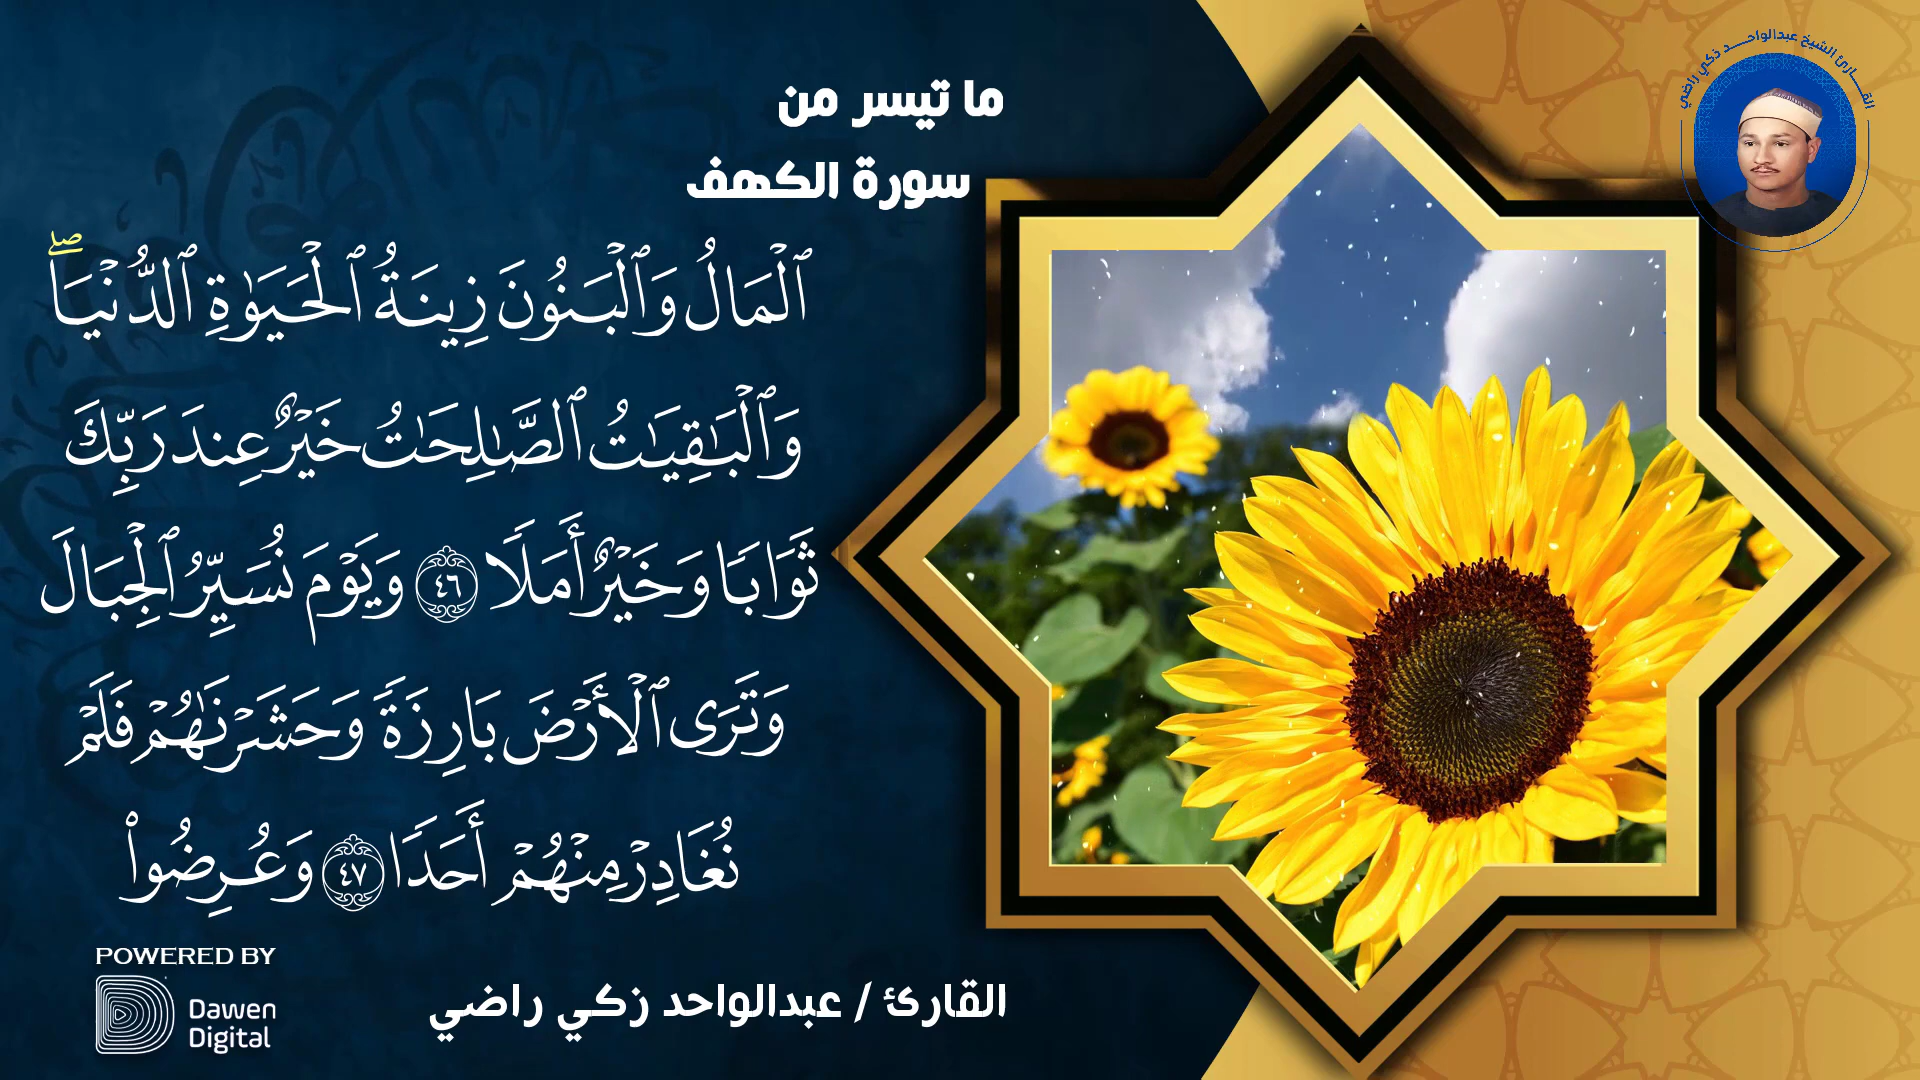 القارئ الشيخ عبدالواحد زكي راضي
ما تيسر من
سورة الكهف
ٱلْمَالُ وَٱلْبَنُونَ زِينَةُ ٱلْحَيَوٰةِ ٱلدُّنْيَاۖ
وَٱلْبَٰقِيَٰتُ ٱلصَّٰلِحَٰتُ خَيْرٌ عِندَ رَبِّكَ
ثَوَابًا وَخَيْرٌ أَمَلًا ٤٦ وَيَوْمَ نُسَيِّرُ ٱلْجِبَالَ
وَتَرَى ٱلْأَرْضَ بَارِزَةً وَحَشَرْنَٰهُمْ فَلَمْ
نُغَادِرْ مِنْهُمْ أَحَدًا ٤٧ وَعُرِضُوا۟
القارئ / عبدالواحد زكي راضي
POWERED BY
Dawen
Digital